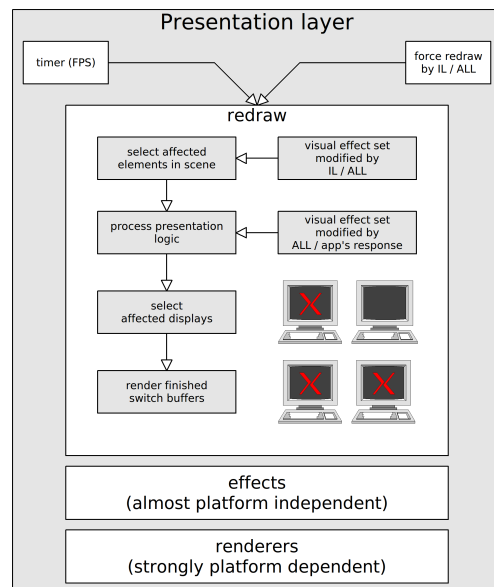 Presentation layer
timer (FPS)
force redraw
by IL / ALL
redraw
select affected
elements in scene
visual effect set
modified by
IL / ALL
process presentation
logic
visual effect set
modified by
ALL / app's response
select
affected displays
render finished
switch buffers
effects
(almost platform independent)
renderers
(strongly platform dependent)